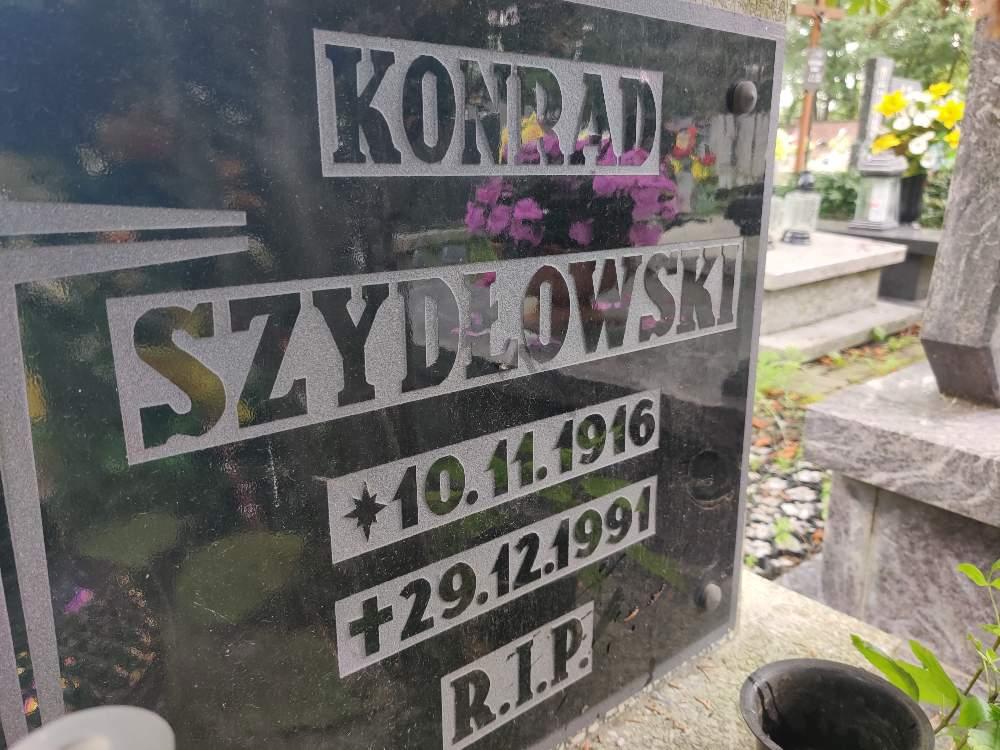 KONRAD
SZYDŁOWSKI
✶10.11.1916
✝29.12.1991
R.I.P.